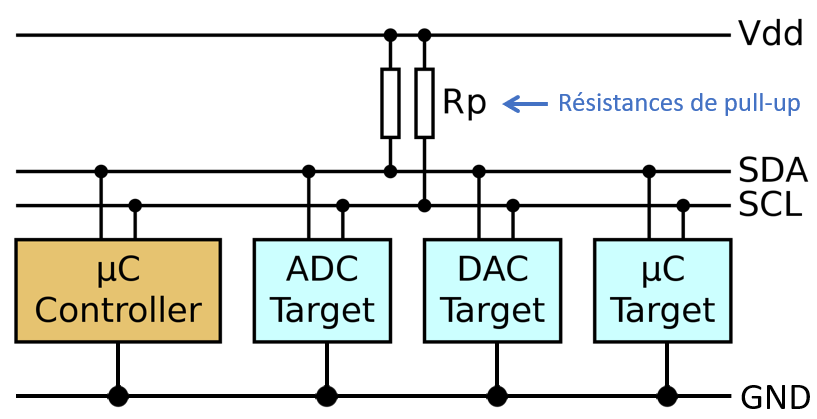 Vdd
Rp
Résistances de pull-up
SDA
SCL
µC
Controller
ADC
Target
DAC
Target
µC
Target
GND